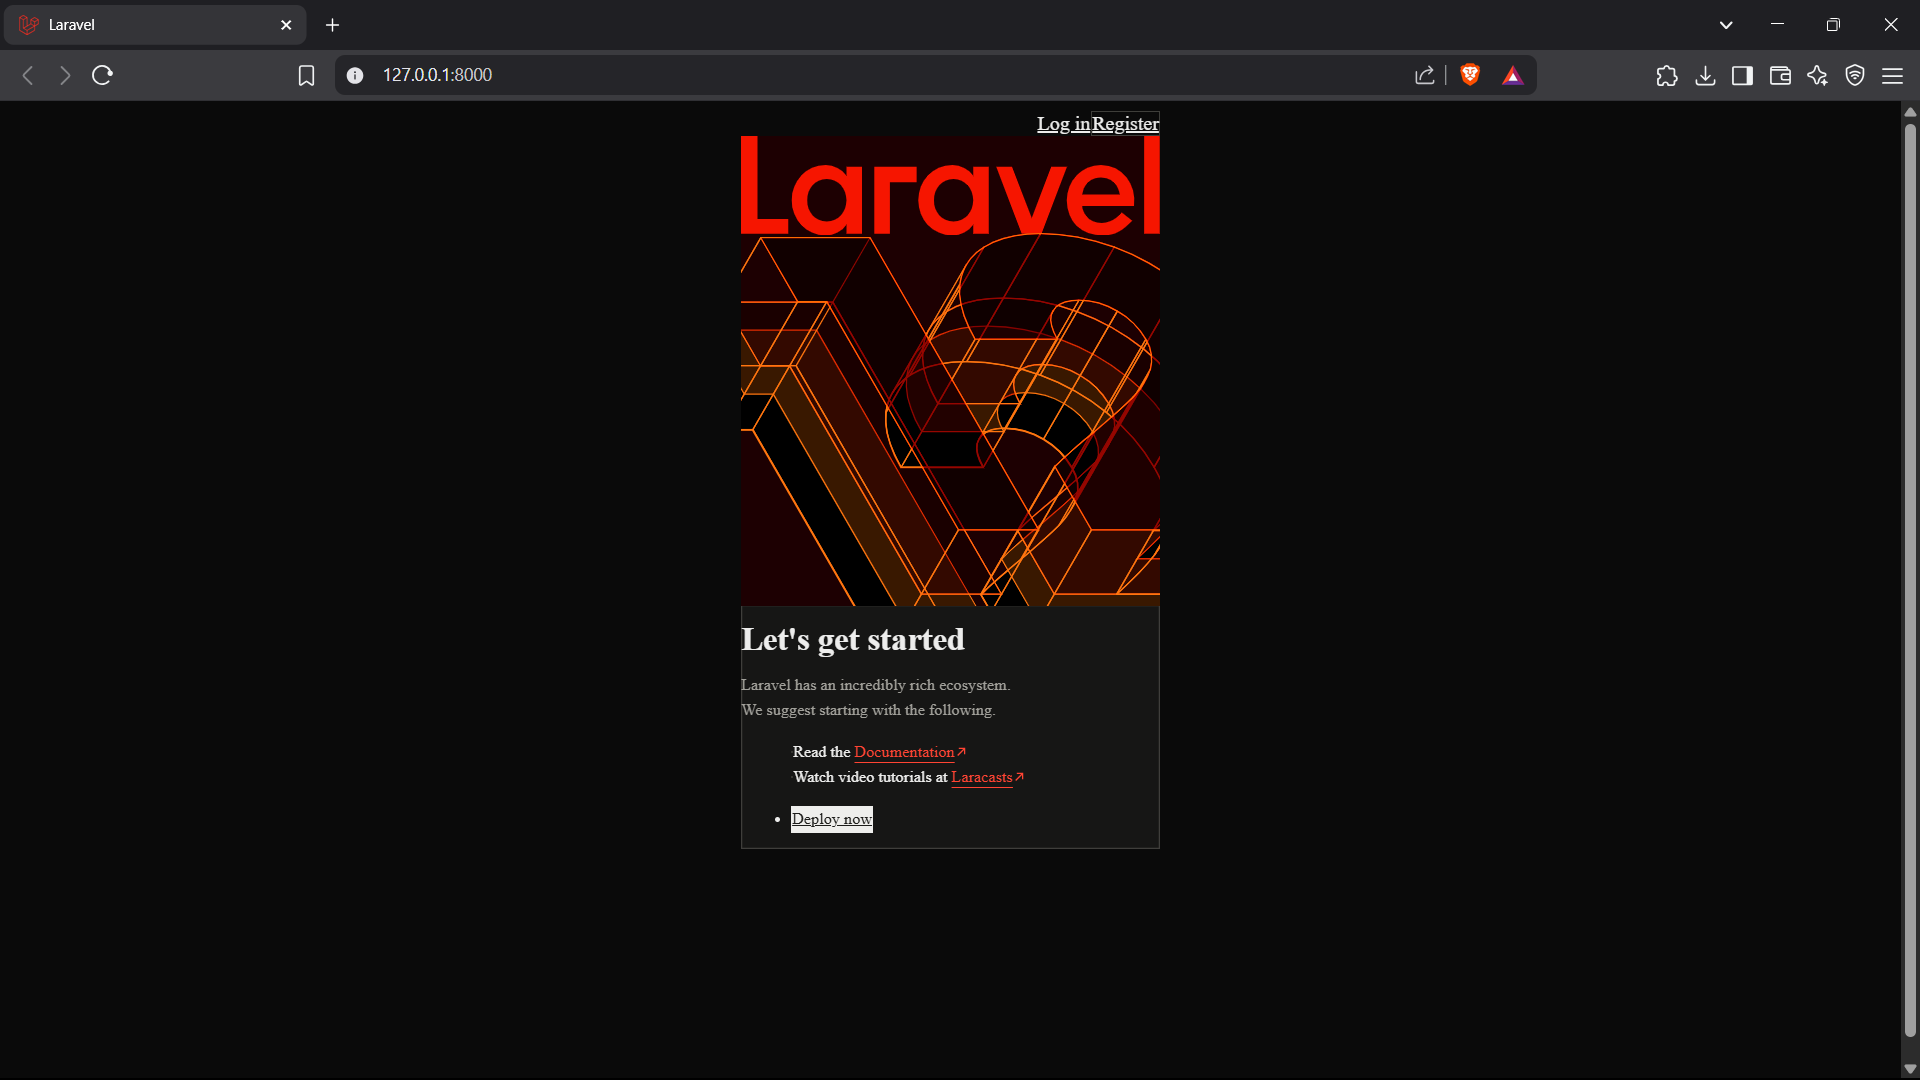 Laravel
127.0.0.1:8000
Log in Register
Laravel
Let's get started
Laravel has an incredibly rich ecosystem.
We suggest starting with the following.
Read the Documentation
Watch video tutorials at Laracasts
Deploy now